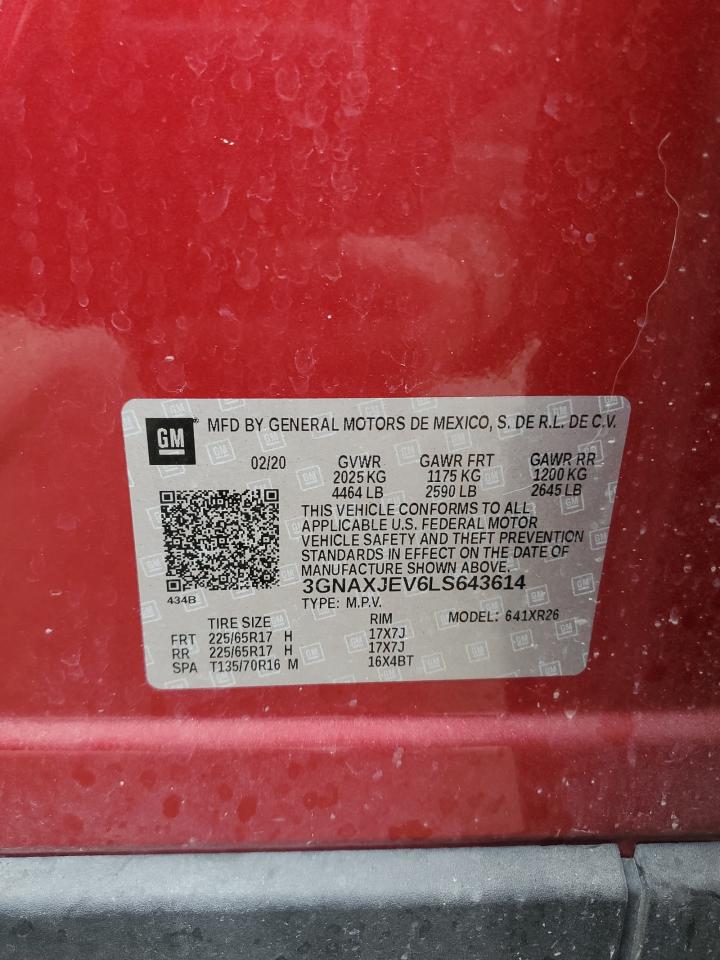 GM® MFD BY GENERAL MOTORS DE MEXICO, S. DE R.L. DE C.V.
02/20 GVWR GAWR FRT GAWR RR
2025 KG 1175 KG 1200 KG
4464 LB 2590 LB 2645 LB
THIS VEHICLE CONFORMS TO ALL
APPLICABLE U.S. FEDERAL MOTOR
VEHICLE SAFETY AND THEFT PREVENTION
STANDARDS IN EFFECT ON THE DATE OF
MANUFACTURE SHOWN ABOVE.
3GNAXJEV6LS643614
434B TYPE: M.P.V.
TIRE SIZE RIM MODEL: 641XR26
FRT 225/65R17 H 17X7J
RR 225/65R17 H 17X7J
SPA T135/70R16 M 16X4BT